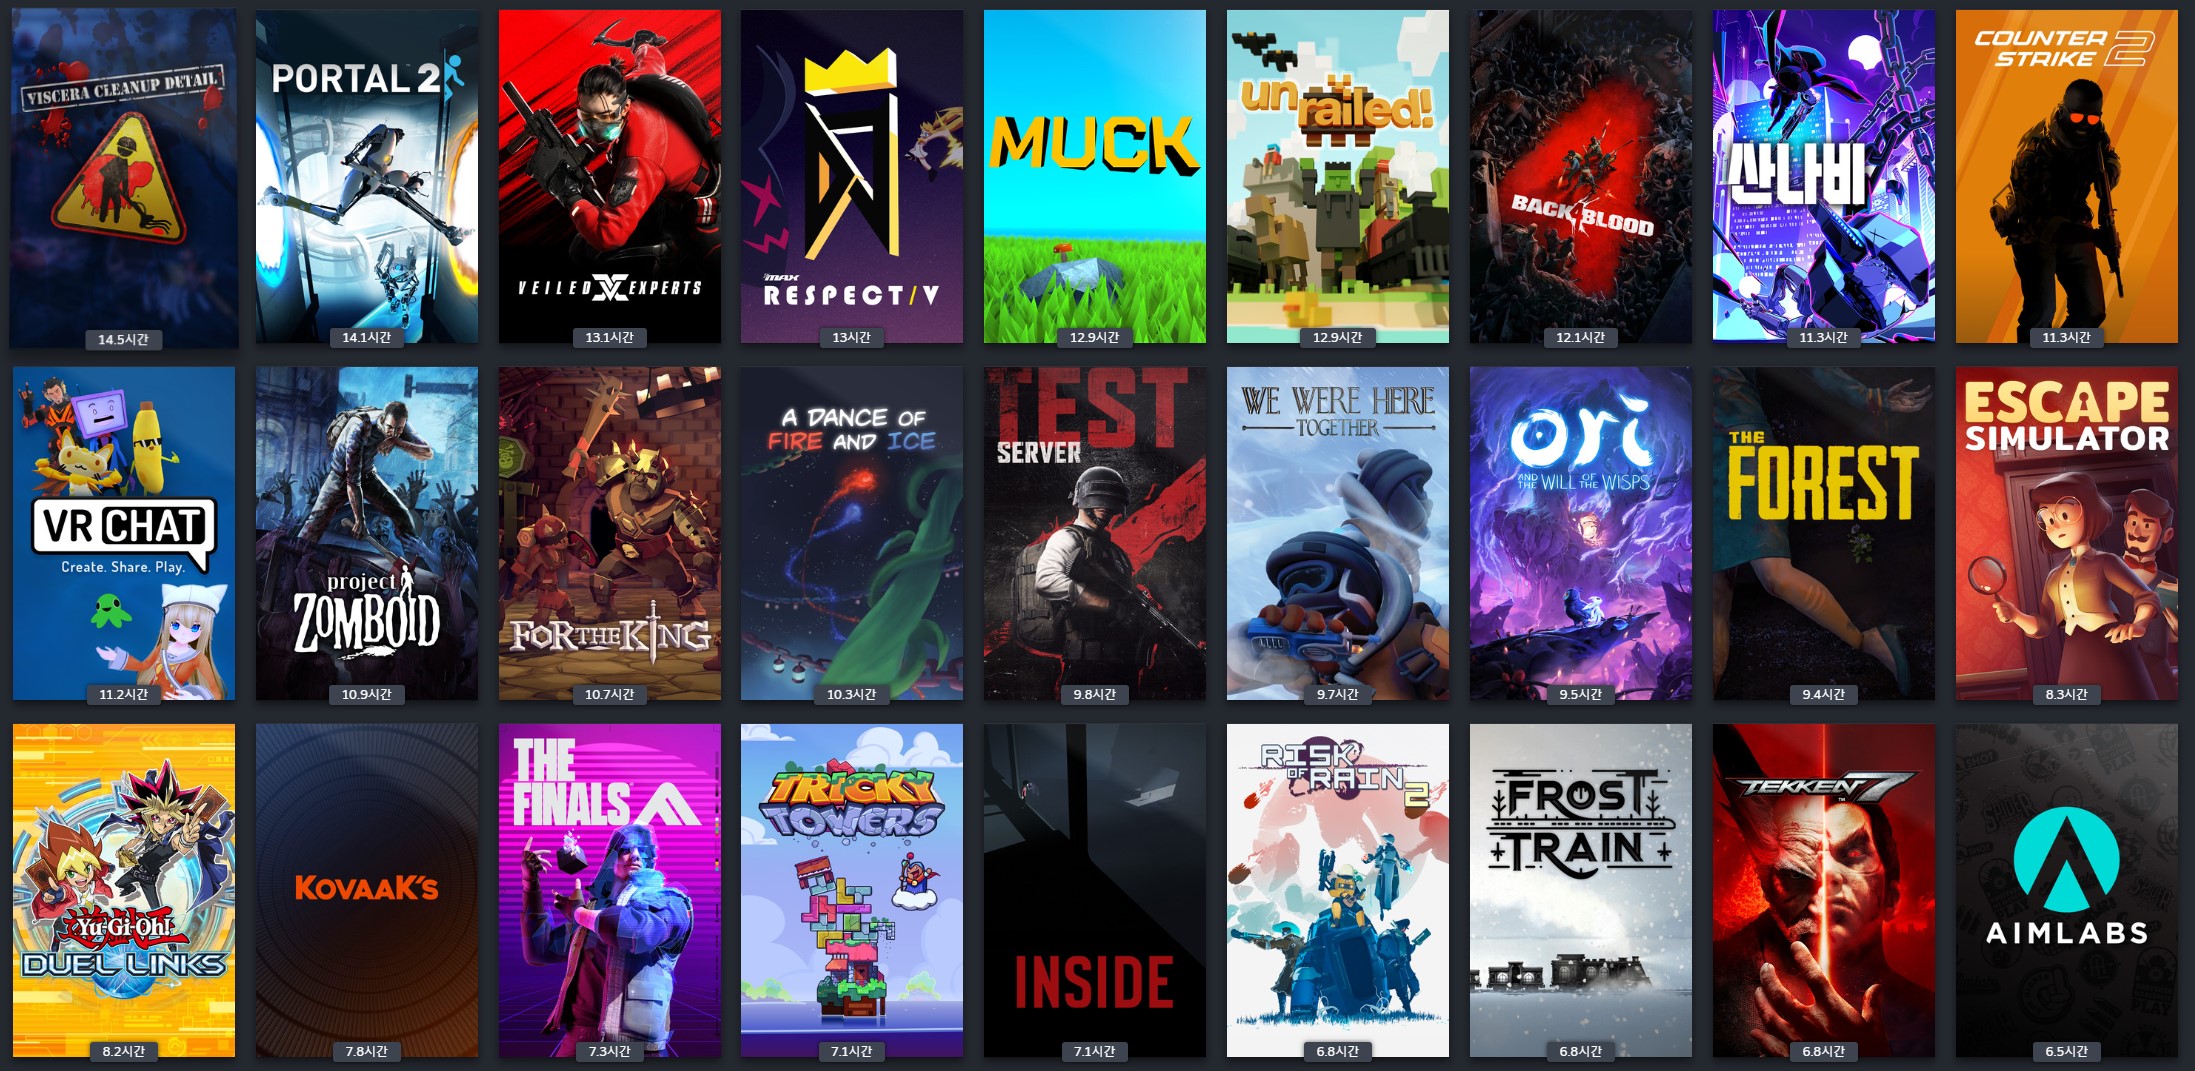 VISCERA CLEANUP DETAIL
14.5시간
PORTAL 2
14.1시간
VEILED EXPERTS
13.1시간
DJMAX
RESPECT/V
13시간
MUCK
12.9시간
unrailed!
12.9시간
BACK 4 BLOOD
12.1시간
산나비
11.3시간
COUNTER
STRIKE 2
11.3시간
VRCHAT
Create. Share. Play.
11.2시간
project
ZOMBOID
10.9시간
FOR THE KING
10.7시간
A DANCE OF
FIRE AND ICE
10.3시간
TEST
SERVER
9.8시간
WE WERE HERE
TOGETHER
9.7시간
ori
AND THE WILL OF THE WISPS
9.5시간
THE
FOREST
9.4시간
ESCAPE
SIMULATOR
8.3시간
Yu-Gi-Oh!
DUEL LINKS
8.2시간
KOVAAK'S
7.8시간
THE
FINALS
7.3시간
TRICKY
TOWERS
7.1시간
INSIDE
7.1시간
RISK
OF RAIN 2
6.8시간
FROST
TRAIN
6.8시간
TEKKEN 7
6.8시간
AIMLABS
6.5시간